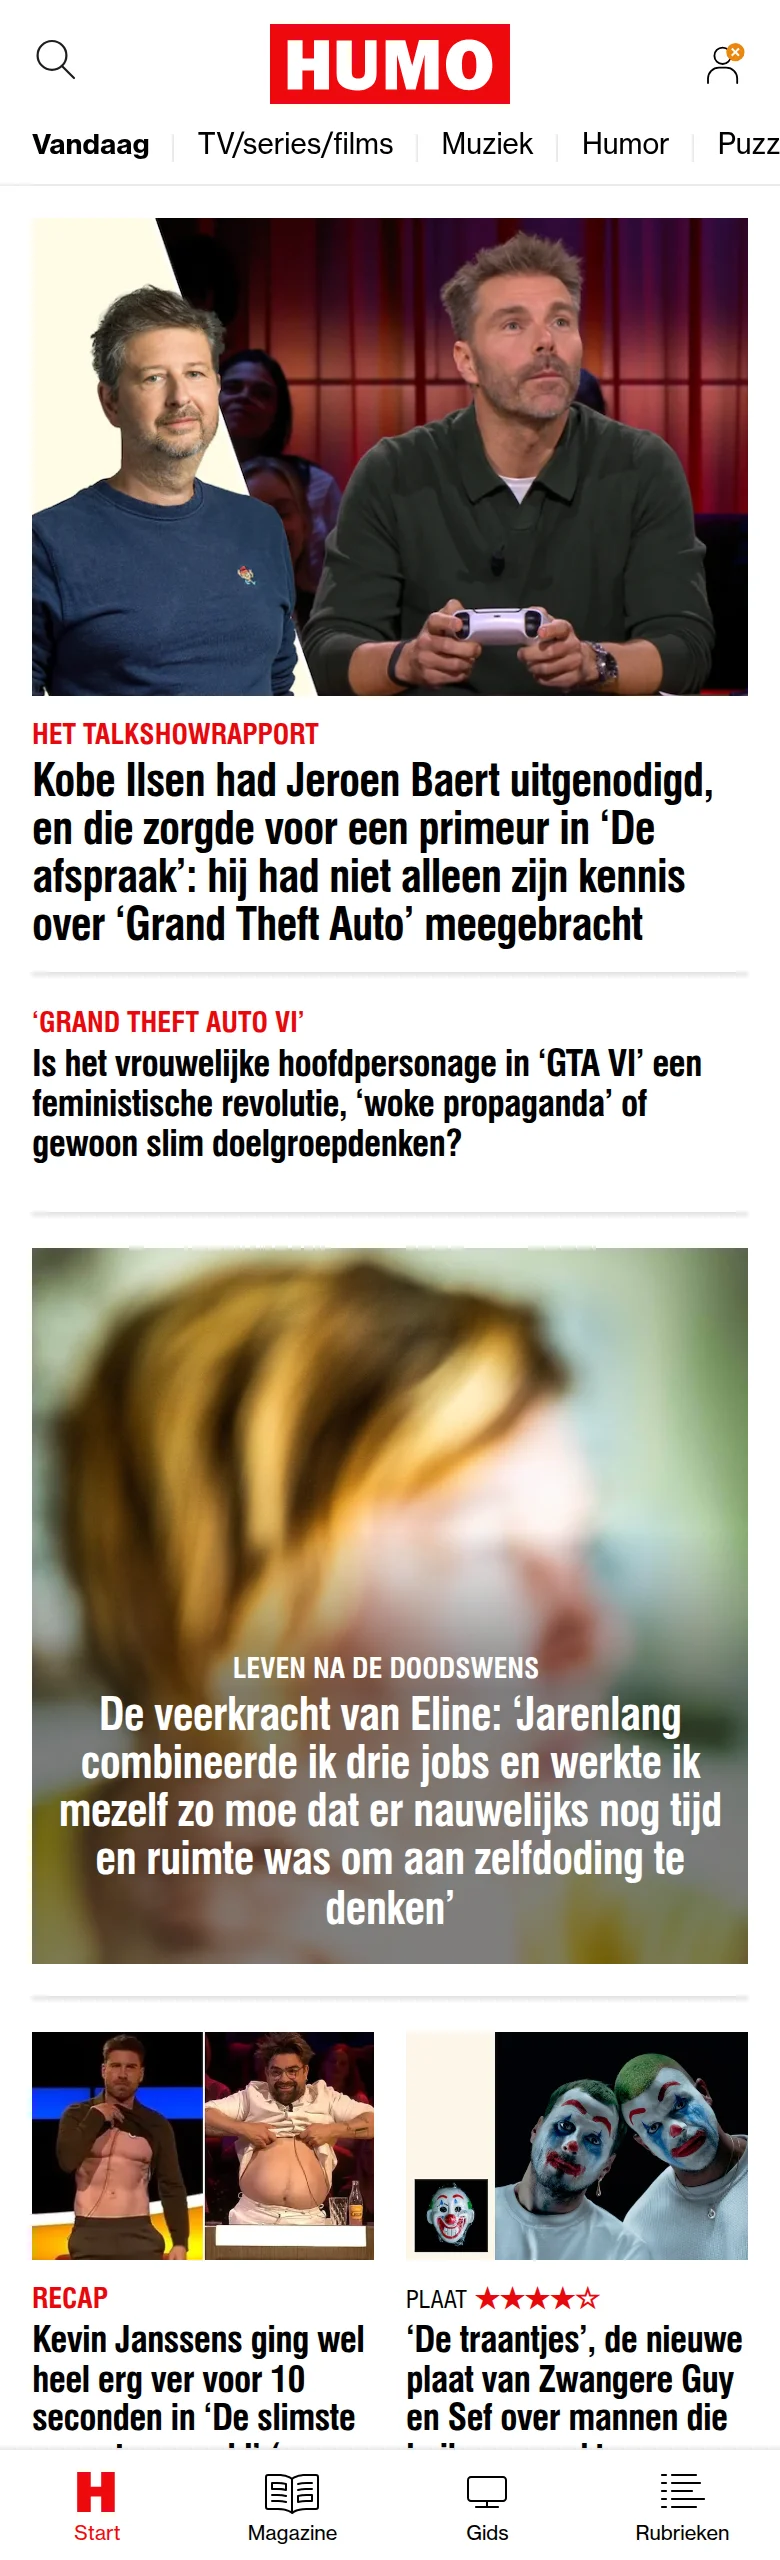 HUMO
Vandaag
TV/series/films
Muziek
Humor
Puzz
HET TALKSHOWRAPPORT
Kobe Ilsen had Jeroen Baert uitgenodigd,
en die zorgde voor een primeur in ‘De
afspraak’: hij had niet alleen zijn kennis
over ‘Grand Theft Auto’ meegebracht
‘GRAND THEFT AUTO VI’
Is het vrouwelijke hoofdpersonage in ‘GTA VI’ een
feministische revolutie, ‘woke propaganda’ of
gewoon slim doelgroepdenken?
LEVEN NA DE DOODSWENS
De veerkracht van Eline: ‘Jarenlang
combineerde ik drie jobs en werkte ik
mezelf zo moe dat er nauwelijks nog tijd
en ruimte was om aan zelfdoding te
denken’
RECAP
Kevin Janssens ging wel
heel erg ver voor 10
seconden in ‘De slimste
PLAAT ★★★★☆
‘De traantjes’, de nieuwe
plaat van Zwangere Guy
en Sef over mannen die
H
Start
Magazine
Gids
Rubrieken